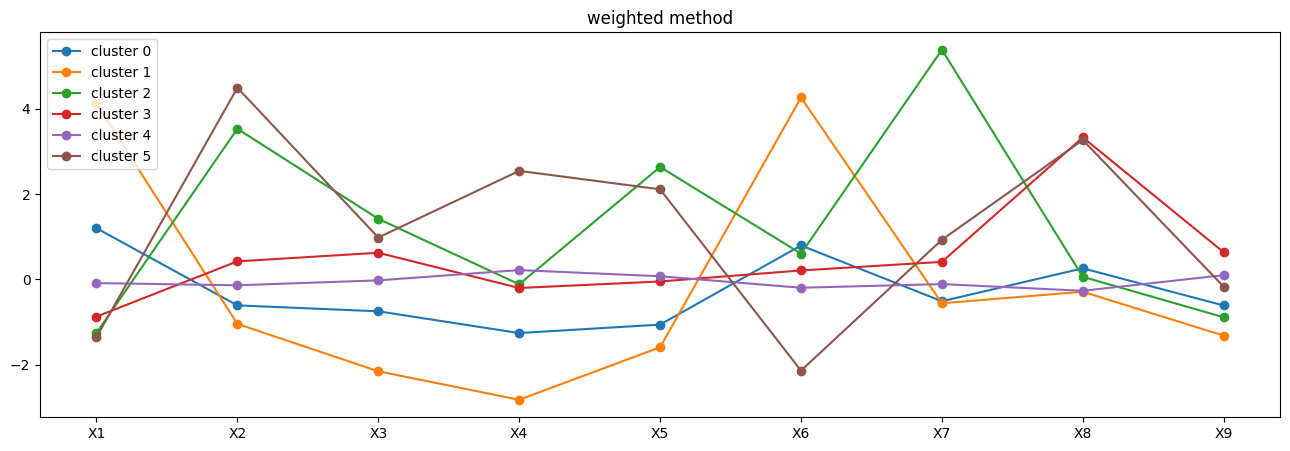 weighted method
cluster 0
cluster 1
cluster 2
cluster 3
cluster 4
cluster 5
4
2
0
−2
X1 X2 X3 X4 X5 X6 X7 X8 X9